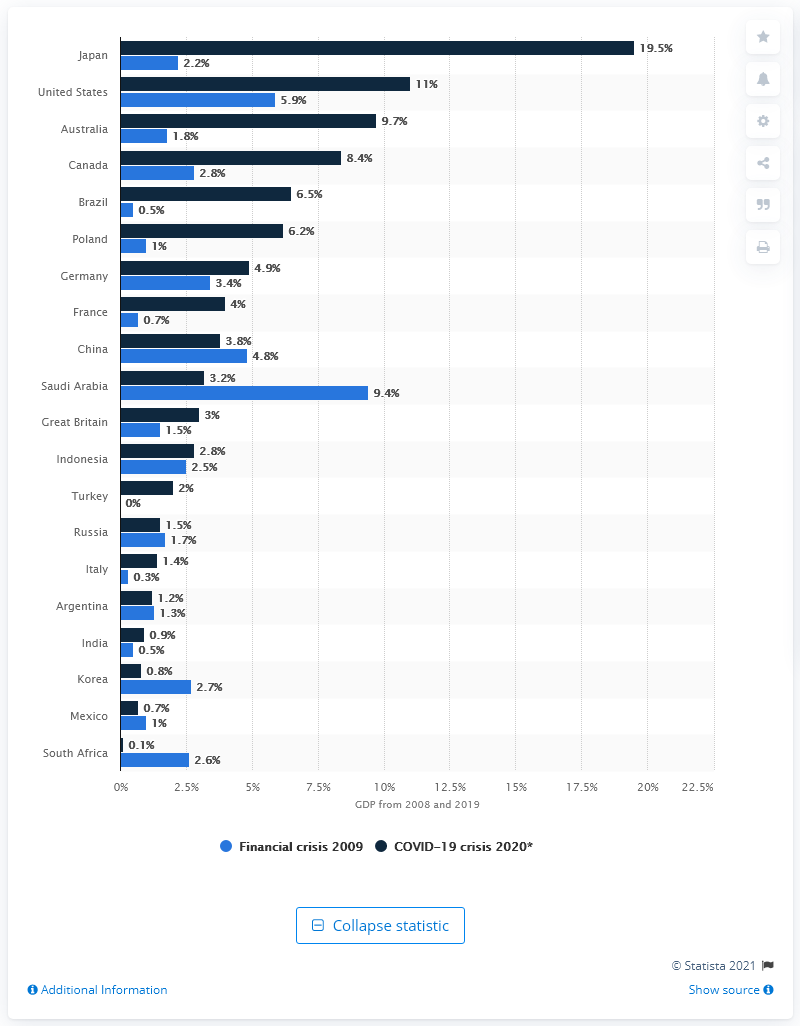 Japan
19.5%
2.2%
United States
11%
5.9%
Australia
9.7%
1.8%
Canada
8.4%
2.8%
Brazil
6.5%
0.5%
Poland
6.2%
1%
Germany
4.9%
3.4%
France
4%
0.7%
China
3.8%
4.8%
Saudi Arabia
3.2%
9.4%
Great Britain
3%
1.5%
Indonesia
2.8%
2.5%
Turkey
2%
0%
Russia
1.5%
1.7%
Italy
1.4%
0.3%
Argentina
1.2%
1.3%
India
0.9%
0.5%
Korea
0.8%
2.7%
Mexico
0.7%
1%
South Africa
0.1%
2.6%
0% 2.5% 5% 7.5% 10% 12.5% 15% 17.5% 20% 22.5%
GDP from 2008 and 2019
Financial crisis 2009 COVID-19 crisis 2020*
Collapse statistic
© Statista 2021
Additional Information Show source